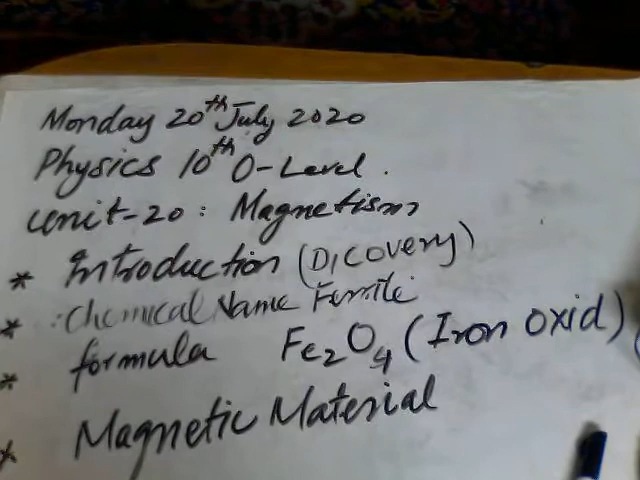 Monday 20th July 2020
Physics 10th O-Level.
Unit-20: Magnetism
* Introduction (Dicovery)
* : Chemical Name Ferrite
* formula Fe₂O₄ (Iron oxid)
* Magnetic Material